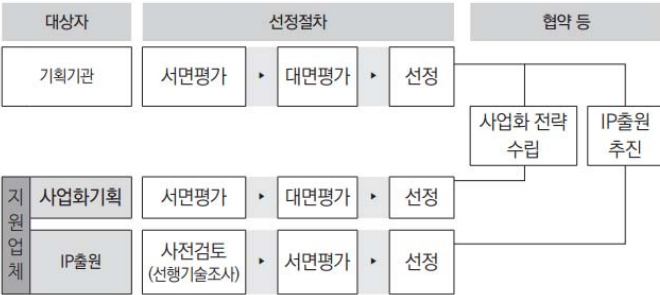 대상자 선정절차 협약 등
기획기관 서면평가 ▸ 대면평가 ▸ 선정
사업화 전략 수립
IP출원 추진
지원업체
사업화기획 서면평가 ▸ 대면평가 ▸ 선정
IP출원 사전검토 (선행기술조사) ▸ 서면평가 ▸ 선정